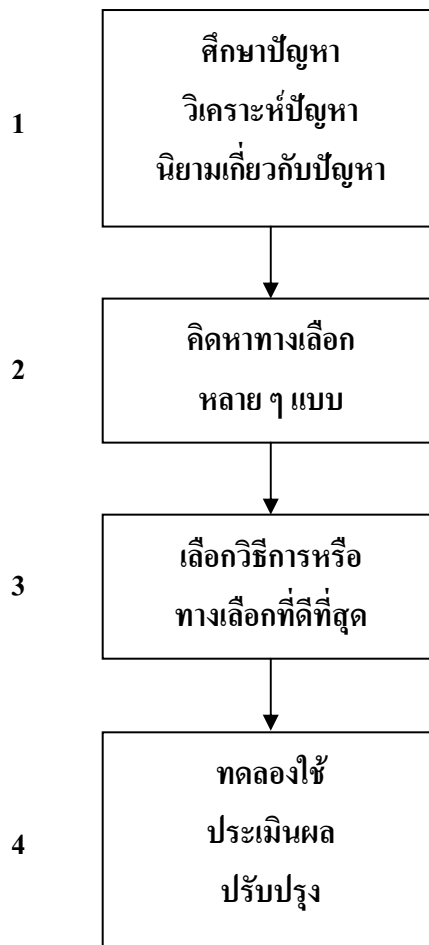 1
ศึกษาปัญหา
วิเคราะห์ปัญหา
นิยามเกี่ยวกับปัญหา
2
คิดหาทางเลือก
หลาย ๆ แบบ
3
เลือกวิธีการหรือ
ทางเลือกที่ดีที่สุด
4
ทดลองใช้
ประเมินผล
ปรับปรุง